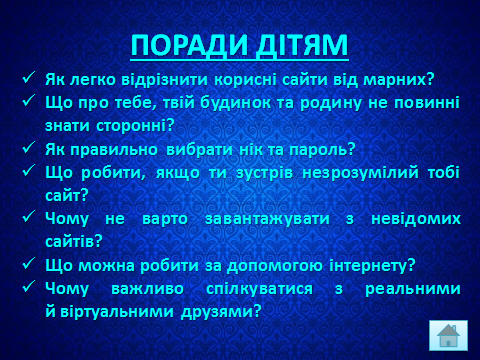 ПОРАДИ ДІТЯМ
✓ Як легко відрізнити корисні сайти від марних?
✓ Що про тебе, твій будинок та родину не повинні
знати сторонні?
✓ Як правильно вибрати нік та пароль?
✓ Що робити, якщо ти зустрів незрозумілий тобі
сайт?
✓ Чому не варто завантажувати з невідомих
сайтів?
✓ Що можна робити за допомогою інтернету?
✓ Чому важливо спілкуватися з реальними
й віртуальними друзями?